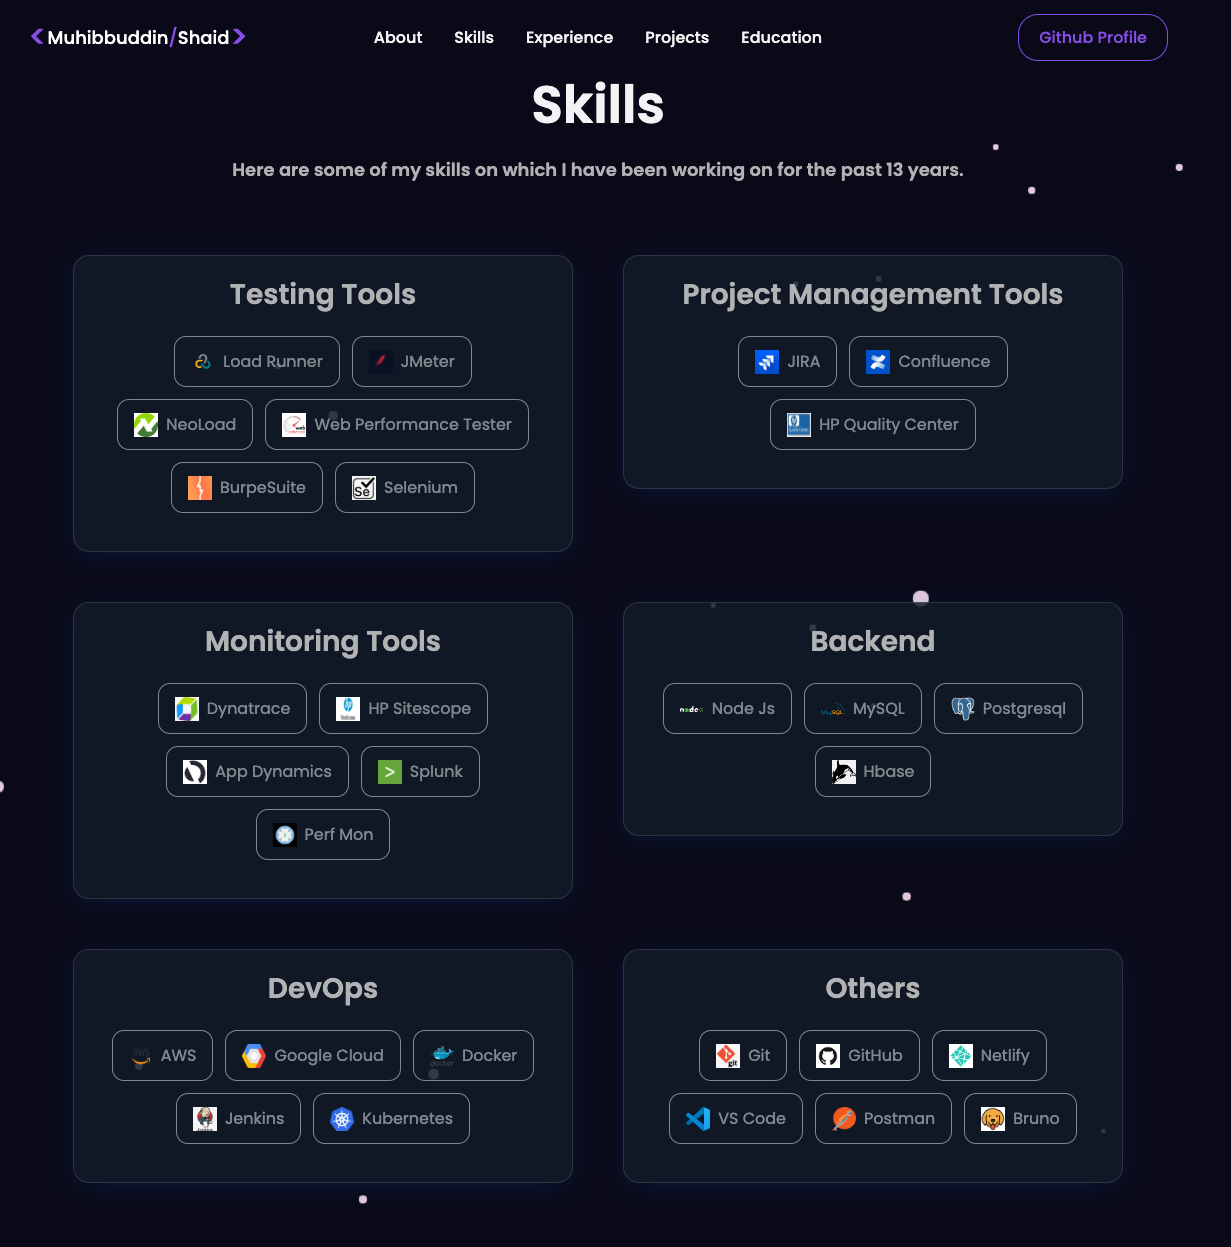 <Muhibbuddin/Shaid>
About Skills Experience Projects Education
Github Profile
Skills
Here are some of my skills on which I have been working on for the past 13 years.
Testing Tools
Load Runner JMeter
NeoLoad Web Performance Tester
BurpeSuite Selenium
Project Management Tools
JIRA Confluence
HP Quality Center
Monitoring Tools
Dynatrace HP Sitescope
App Dynamics Splunk
Perf Mon
Backend
Node Js MySQL Postgresql
Hbase
DevOps
AWS Google Cloud Docker
Jenkins Kubernetes
Others
Git GitHub Netlify
VS Code Postman Bruno